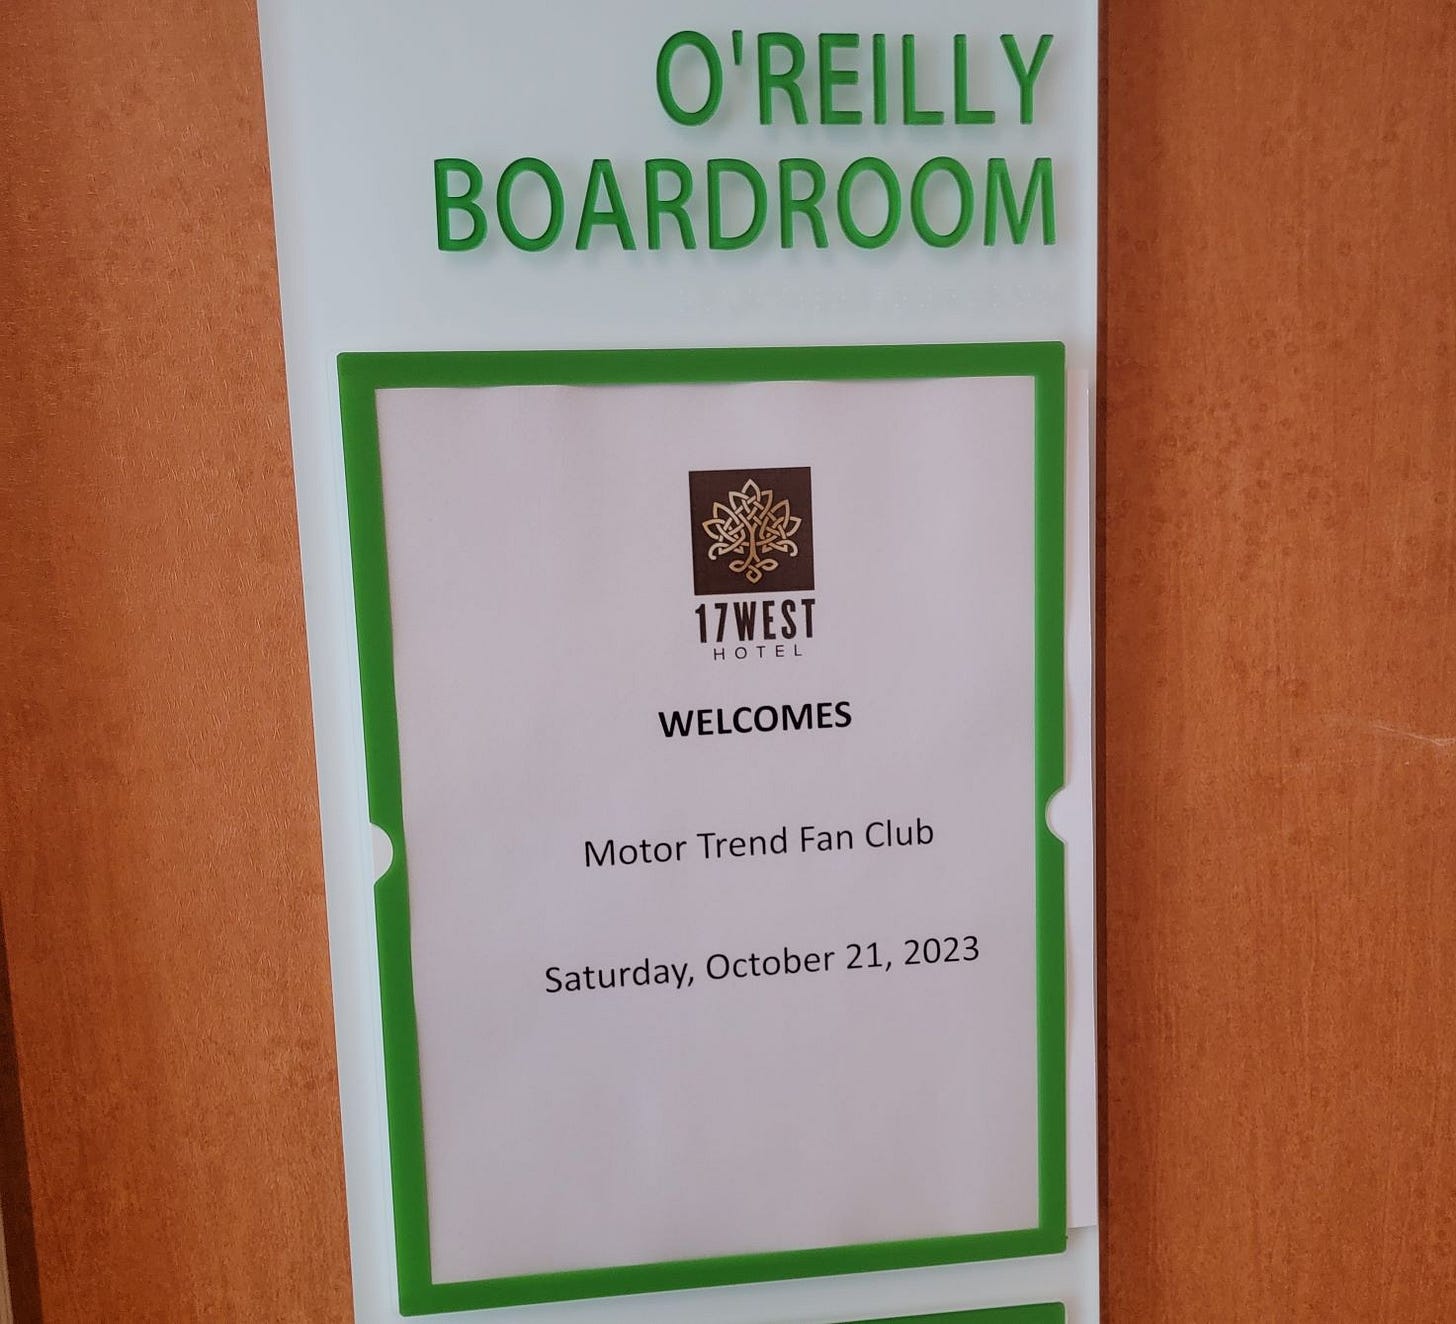 O'REILLY
BOARDROOM
17WEST
HOTEL
WELCOMES
Motor Trend Fan Club
Saturday, October 21, 2023